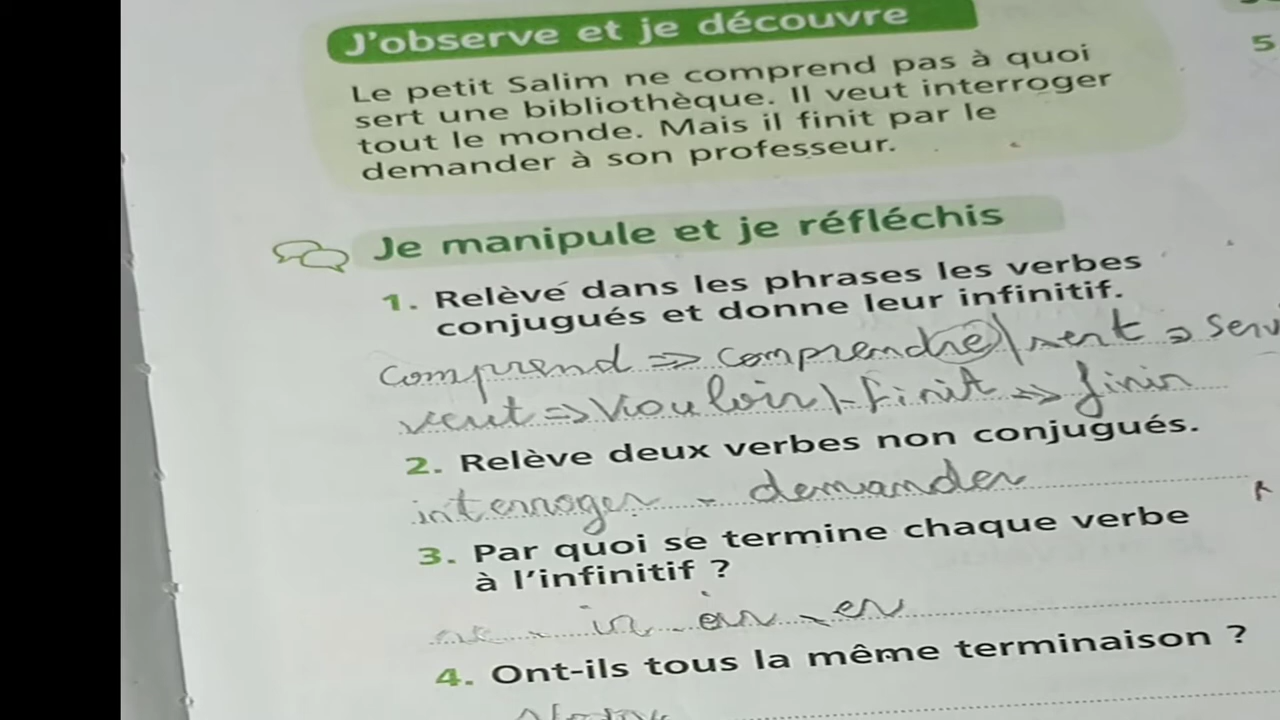 J'observe et je découvre
5
Le petit Salim ne comprend pas à quoi
sert une bibliothèque. Il veut interroger
tout le monde. Mais il finit par le
demander à son professeur.
Je manipule et je réfléchis
1. Relève dans les phrases les verbes
conjugués et donne leur infinitif.
comprend => comprendre \ sert => serv
veut => vouloir \ - finit => finir
2. Relève deux verbes non conjugués.
interroger - demander
3. Par quoi se termine chaque verbe
à l'infinitif ?
re - ir - oir - er
4. Ont-ils tous la même terminaison ?